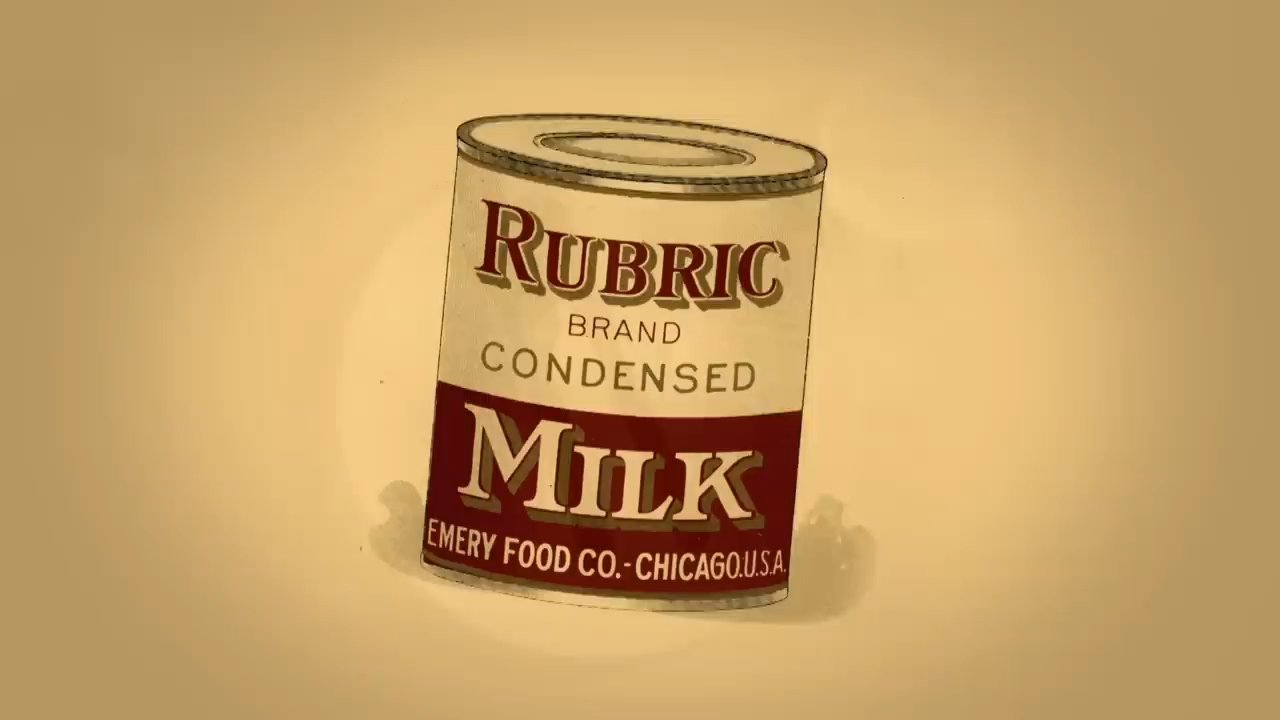 RUBRIC
BRAND
CONDENSED
MILK
EMERY FOOD CO.-CHICAGO.U.S.A.